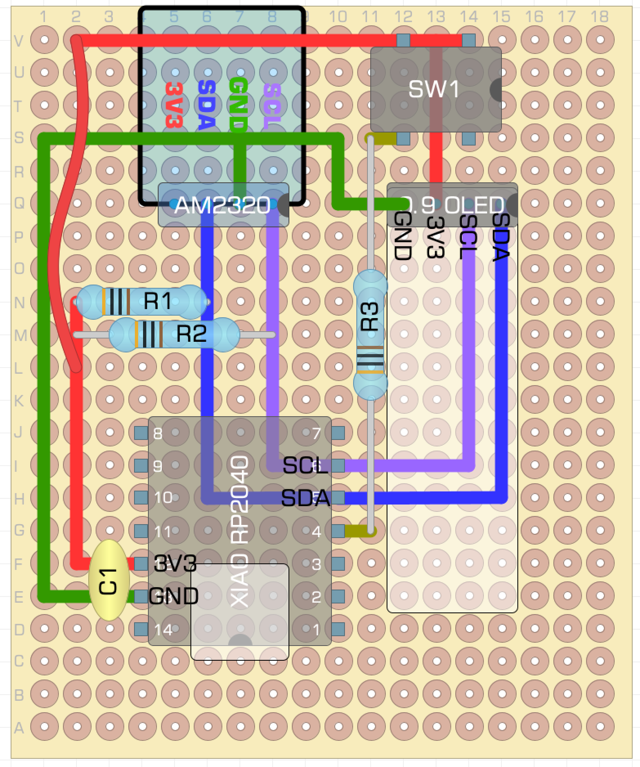 1 2 3 4 5 6 7 8 9 10 11 12 13 14 15 16 17 18
V
U
T
S
R
Q
P
O
N
M
L
K
J
I
H
G
F
E
D
C
B
A
3V3
SDA
GND
SCL
AM2320
SW1
.9 OLED
GND
3V3
SCL
SDA
R1
R2
R3
C1
XIAO RP2040
8
9
10
11
3V3
GND
14
7
SCL
SDA
4
3
2
1